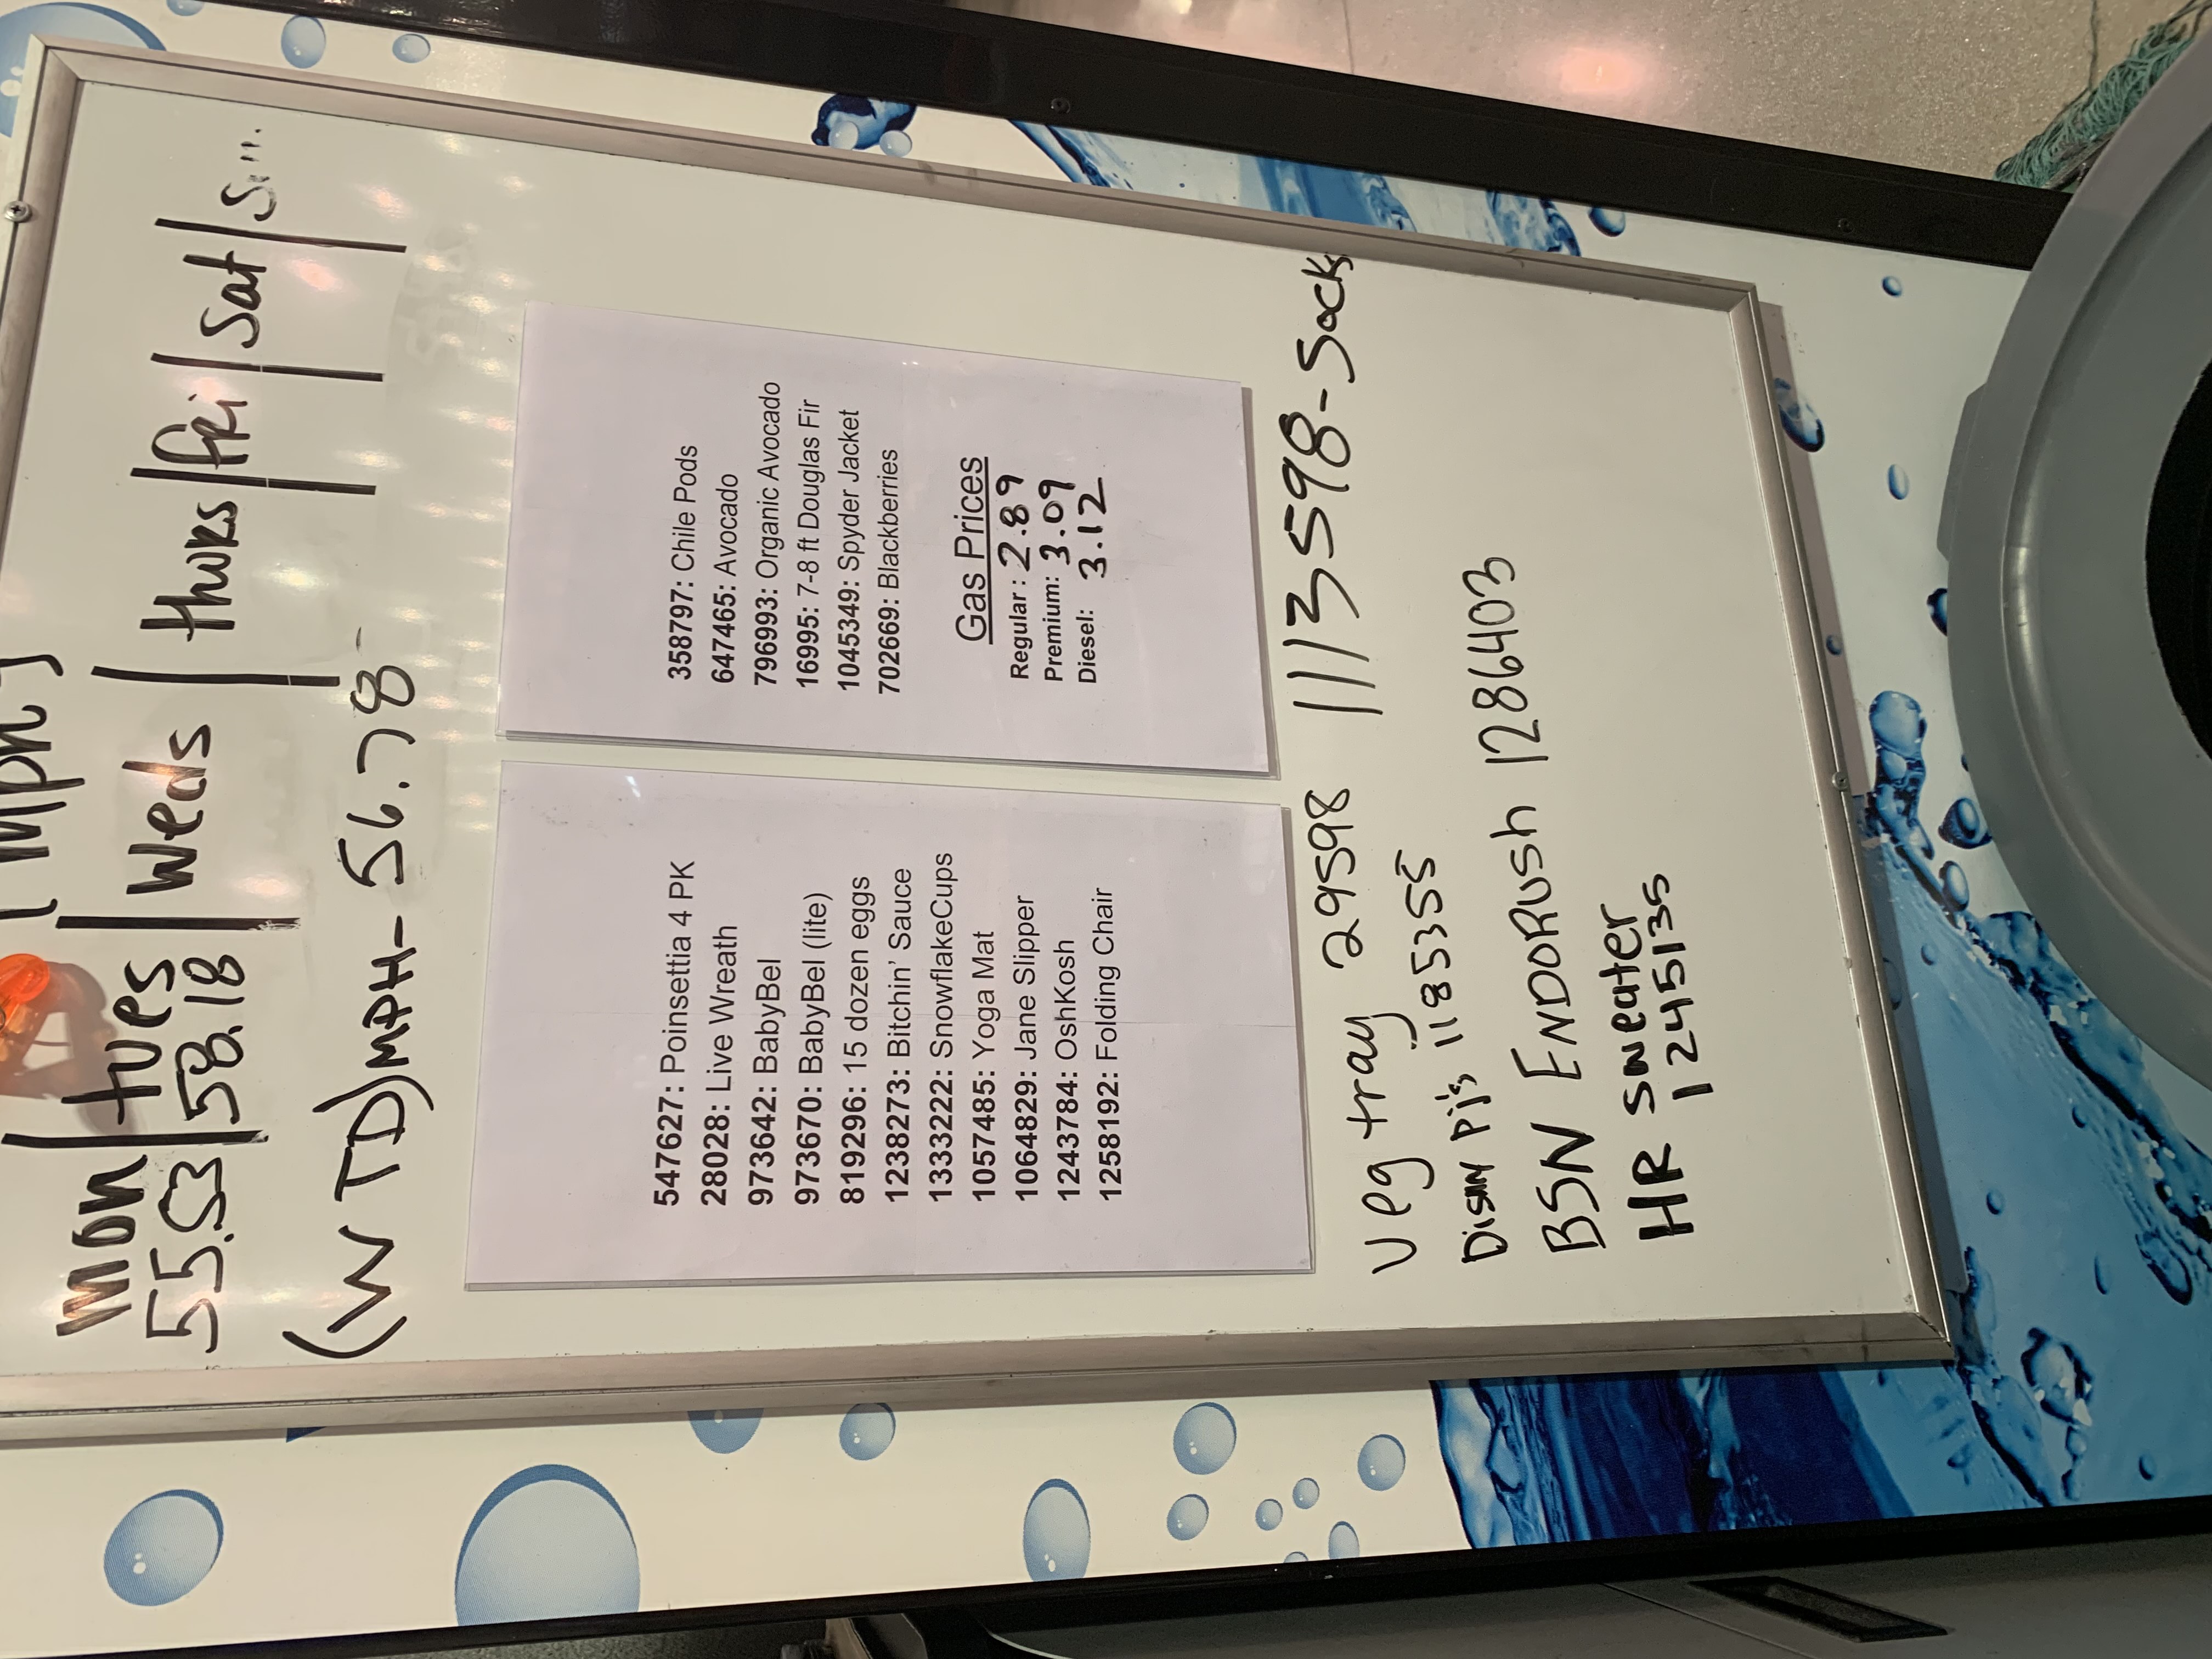 [mph]
mon | tues | Weds | thurs | fri | Sat | S....
55.53 | 58.18
(WTD) MPH- 56.78
547627: Poinsettia 4 PK
28028: Live Wreath
973642: BabyBel
973670: BabyBel (lite)
819296: 15 dozen eggs
1238273: Bitchin' Sauce
1333222: SnowflakeCups
1057485: Yoga Mat
1064829: Jane Slipper
1243784: OshKosh
1258192: Folding Chair
358797: Chile Pods
647465: Avocado
796993: Organic Avocado
16995: 7-8 ft Douglas Fir
1045349: Spyder Jacket
702669: Blackberries
Gas Prices
Regular: 2.89
Premium: 3.09
Diesel: 3.12
Veg tray 29598
1113598-Socks
Disny Pj's 1185355
BSN ENDORUSh 1286403
HR sweater
1245135